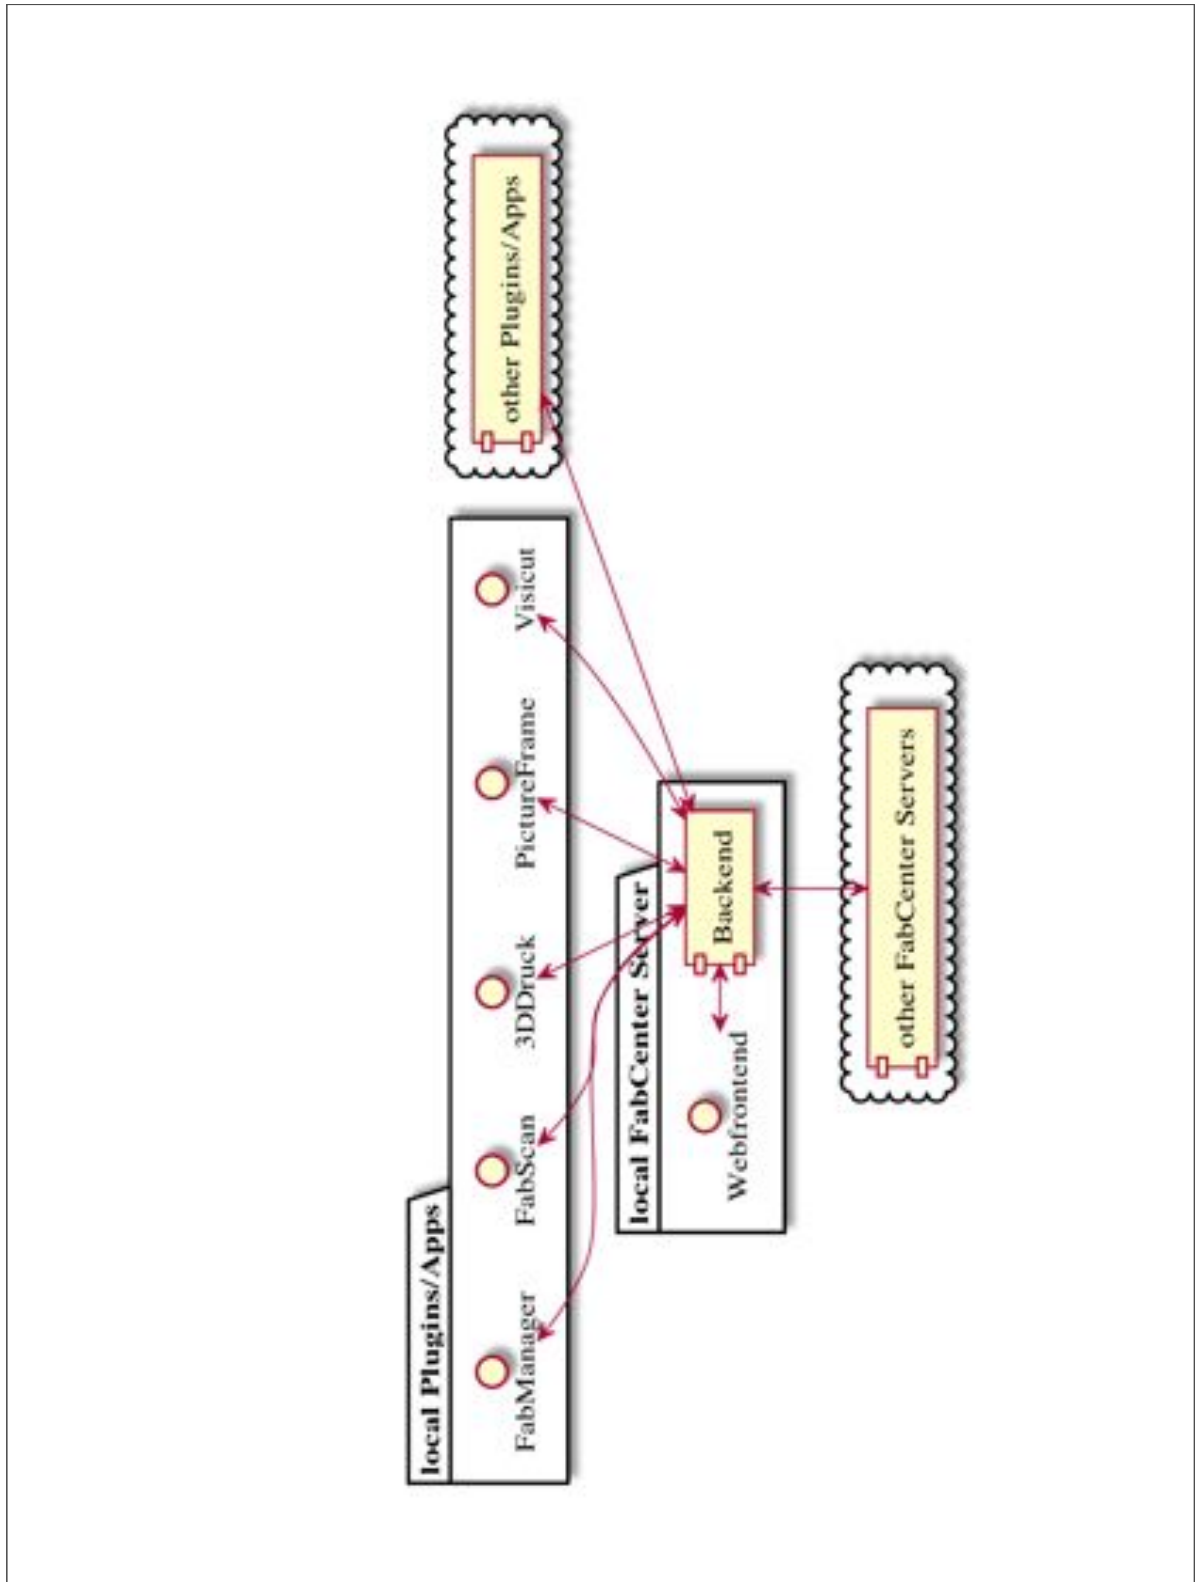 local Plugins/Apps
FabManager
FabScan
3DDruck
PictureFrame
Visicut
other Plugins/Apps
local FabCenter Server
Webfrontend
Backend
other FabCenter Servers